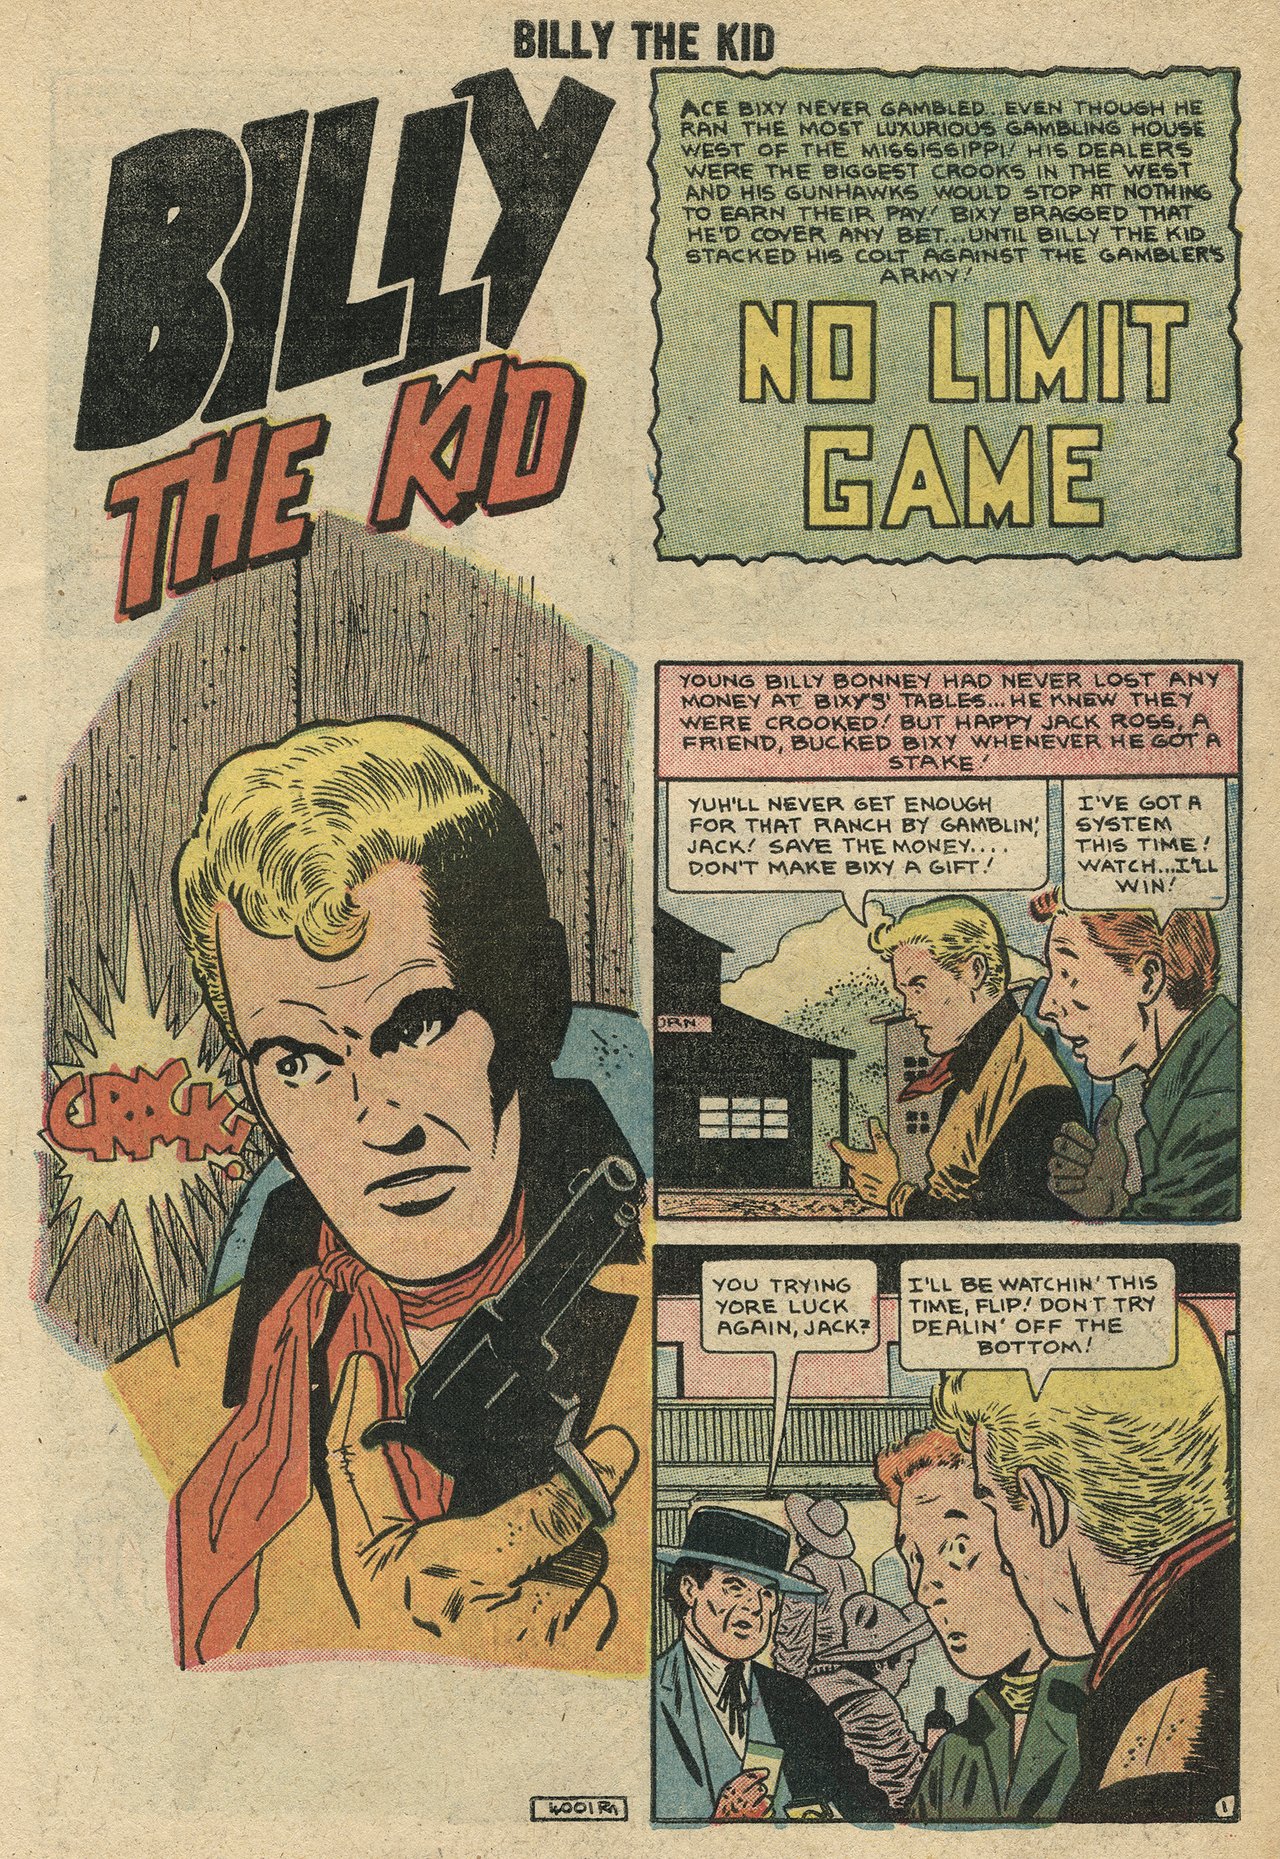 BILLY THE KID
BILLY
THE KID
ACE BIXY NEVER GAMBLED...EVEN THOUGH HE
RAN THE MOST LUXURIOUS GAMBLING HOUSE
WEST OF THE MISSISSIPPI! HIS DEALERS
WERE THE BIGGEST CROOKS IN THE WEST
AND HIS GUNHAWKS WOULD STOP AT NOTHING
TO EARN THEIR PAY! BIXY BRAGGED THAT
HE'D COVER ANY BET...UNTIL BILLY THE KID
STACKED HIS COLT AGAINST THE GAMBLER'S
ARMY!
NO LIMIT
GAME
CRACK!
YOUNG BILLY BONNEY HAD NEVER LOST ANY
MONEY AT BIXY'S' TABLES...HE KNEW THEY
WERE CROOKED! BUT HAPPY JACK ROSS, A
FRIEND, BUCKED BIXY WHENEVER HE GOT A
STAKE!
YUH'LL NEVER GET ENOUGH
FOR THAT RANCH BY GAMBLIN',
JACK! SAVE THE MONEY....
DON'T MAKE BIXY A GIFT!
I'VE GOT A
SYSTEM
THIS TIME!
WATCH...I'LL
WIN!
ORN
YOU TRYING
YORE LUCK
AGAIN, JACK?
I'LL BE WATCHIN' THIS
TIME, FLIP! DON'T TRY
DEALIN' OFF THE
BOTTOM!
1